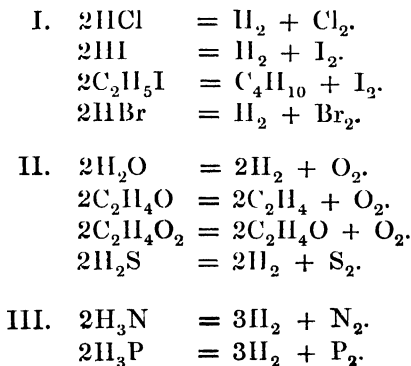 I. 2HCl = H₂ + Cl₂.
2HI = H₂ + I₂.
2C₂H₅I = C₄H₁₀ + I₂.
2HBr = H₂ + Br₂.
II. 2H₂O = 2H₂ + O₂.
2C₂H₄O = 2C₂H₄ + O₂.
2C₂H₄O₂ = 2C₂H₄O + O₂.
2H₂S = 2H₂ + S₂.
III. 2H₃N = 3H₂ + N₂.
2H₃P = 3H₂ + P₂.